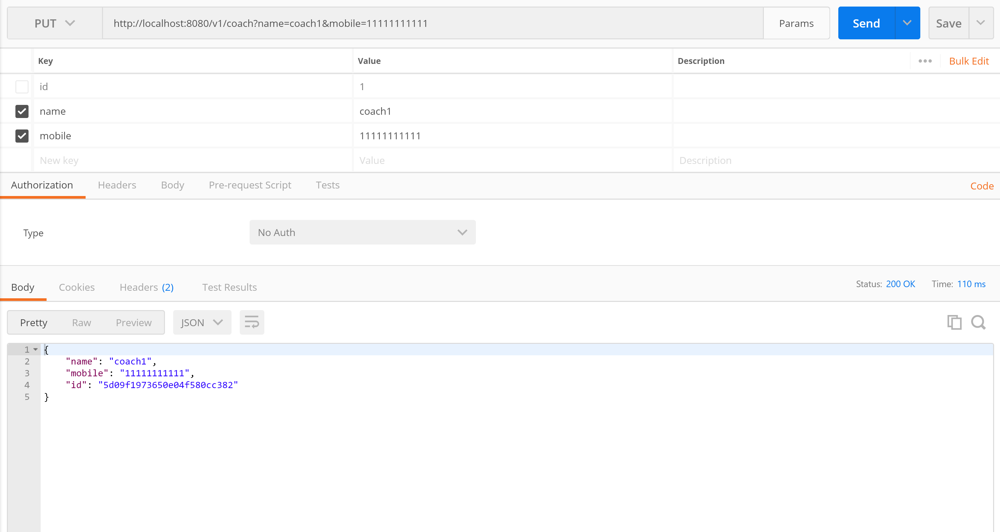 PUT http://localhost:8080/v1/coach?name=coach1&mobile=11111111111 Params Send Save
Key Value Description Bulk Edit
id 1
name coach1
mobile 11111111111
New key Value Description
Authorization Headers Body Pre-request Script Tests Code
Type No Auth
Body Cookies Headers (2) Test Results Status: 200 OK Time: 110 ms
Pretty Raw Preview JSON
1 {
2 "name": "coach1",
3 "mobile": "11111111111",
4 "id": "5d09f1973650e04f580cc382"
5 }